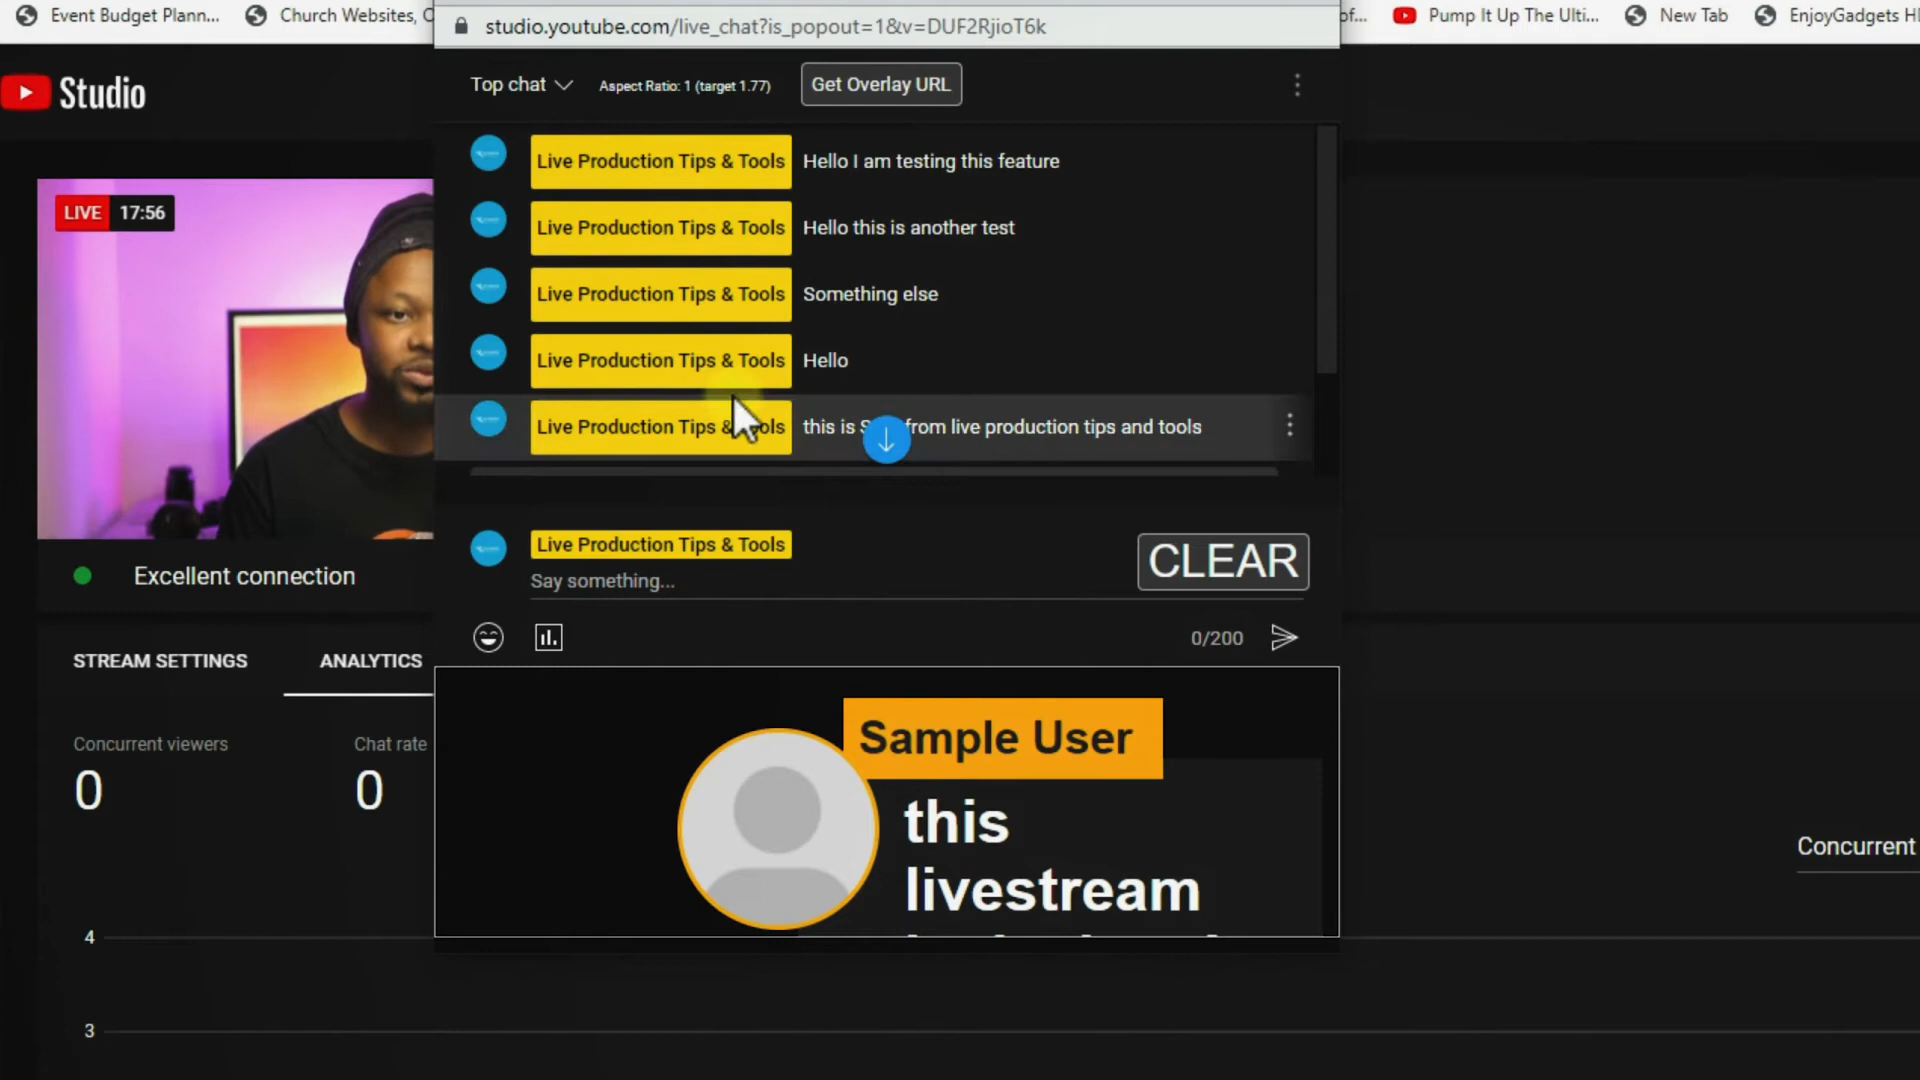 Event Budget Plann...
Church Websites, C
studio.youtube.com/live_chat?is_popout=1&v=DUF2RjioT6k
of...
Pump It Up The Ulti...
New Tab
EnjoyGadgets H
Studio
Top chat
Aspect Ratio: 1 (target 1.77)
Get Overlay URL
LIVE 17:56
Live Production Tips & Tools Hello I am testing this feature
Live Production Tips & Tools Hello this is another test
Live Production Tips & Tools Something else
Live Production Tips & Tools Hello
Live Production Tips & Tools this is from live production tips and tools
Live Production Tips & Tools
Say something...
CLEAR
0/200
Excellent connection
STREAM SETTINGS
ANALYTICS
Concurrent viewers
0
Chat rate
0
Sample User
this
livestream
Concurrent
4
3